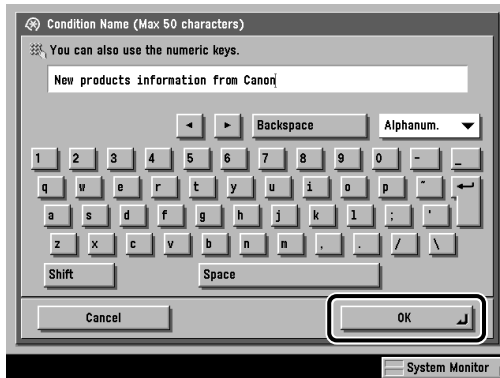 Condition Name (Max 50 characters)
You can also use the numeric keys.
New products information from Canon
◄ ► Backspace Alphanum. ▼
1 2 3 4 5 6 7 8 9 0 - _
q w e r t y u i o p ~
a s d f g h j k l ; '
z x c v b n m , . / \
Shift Space
Cancel OK
System Monitor